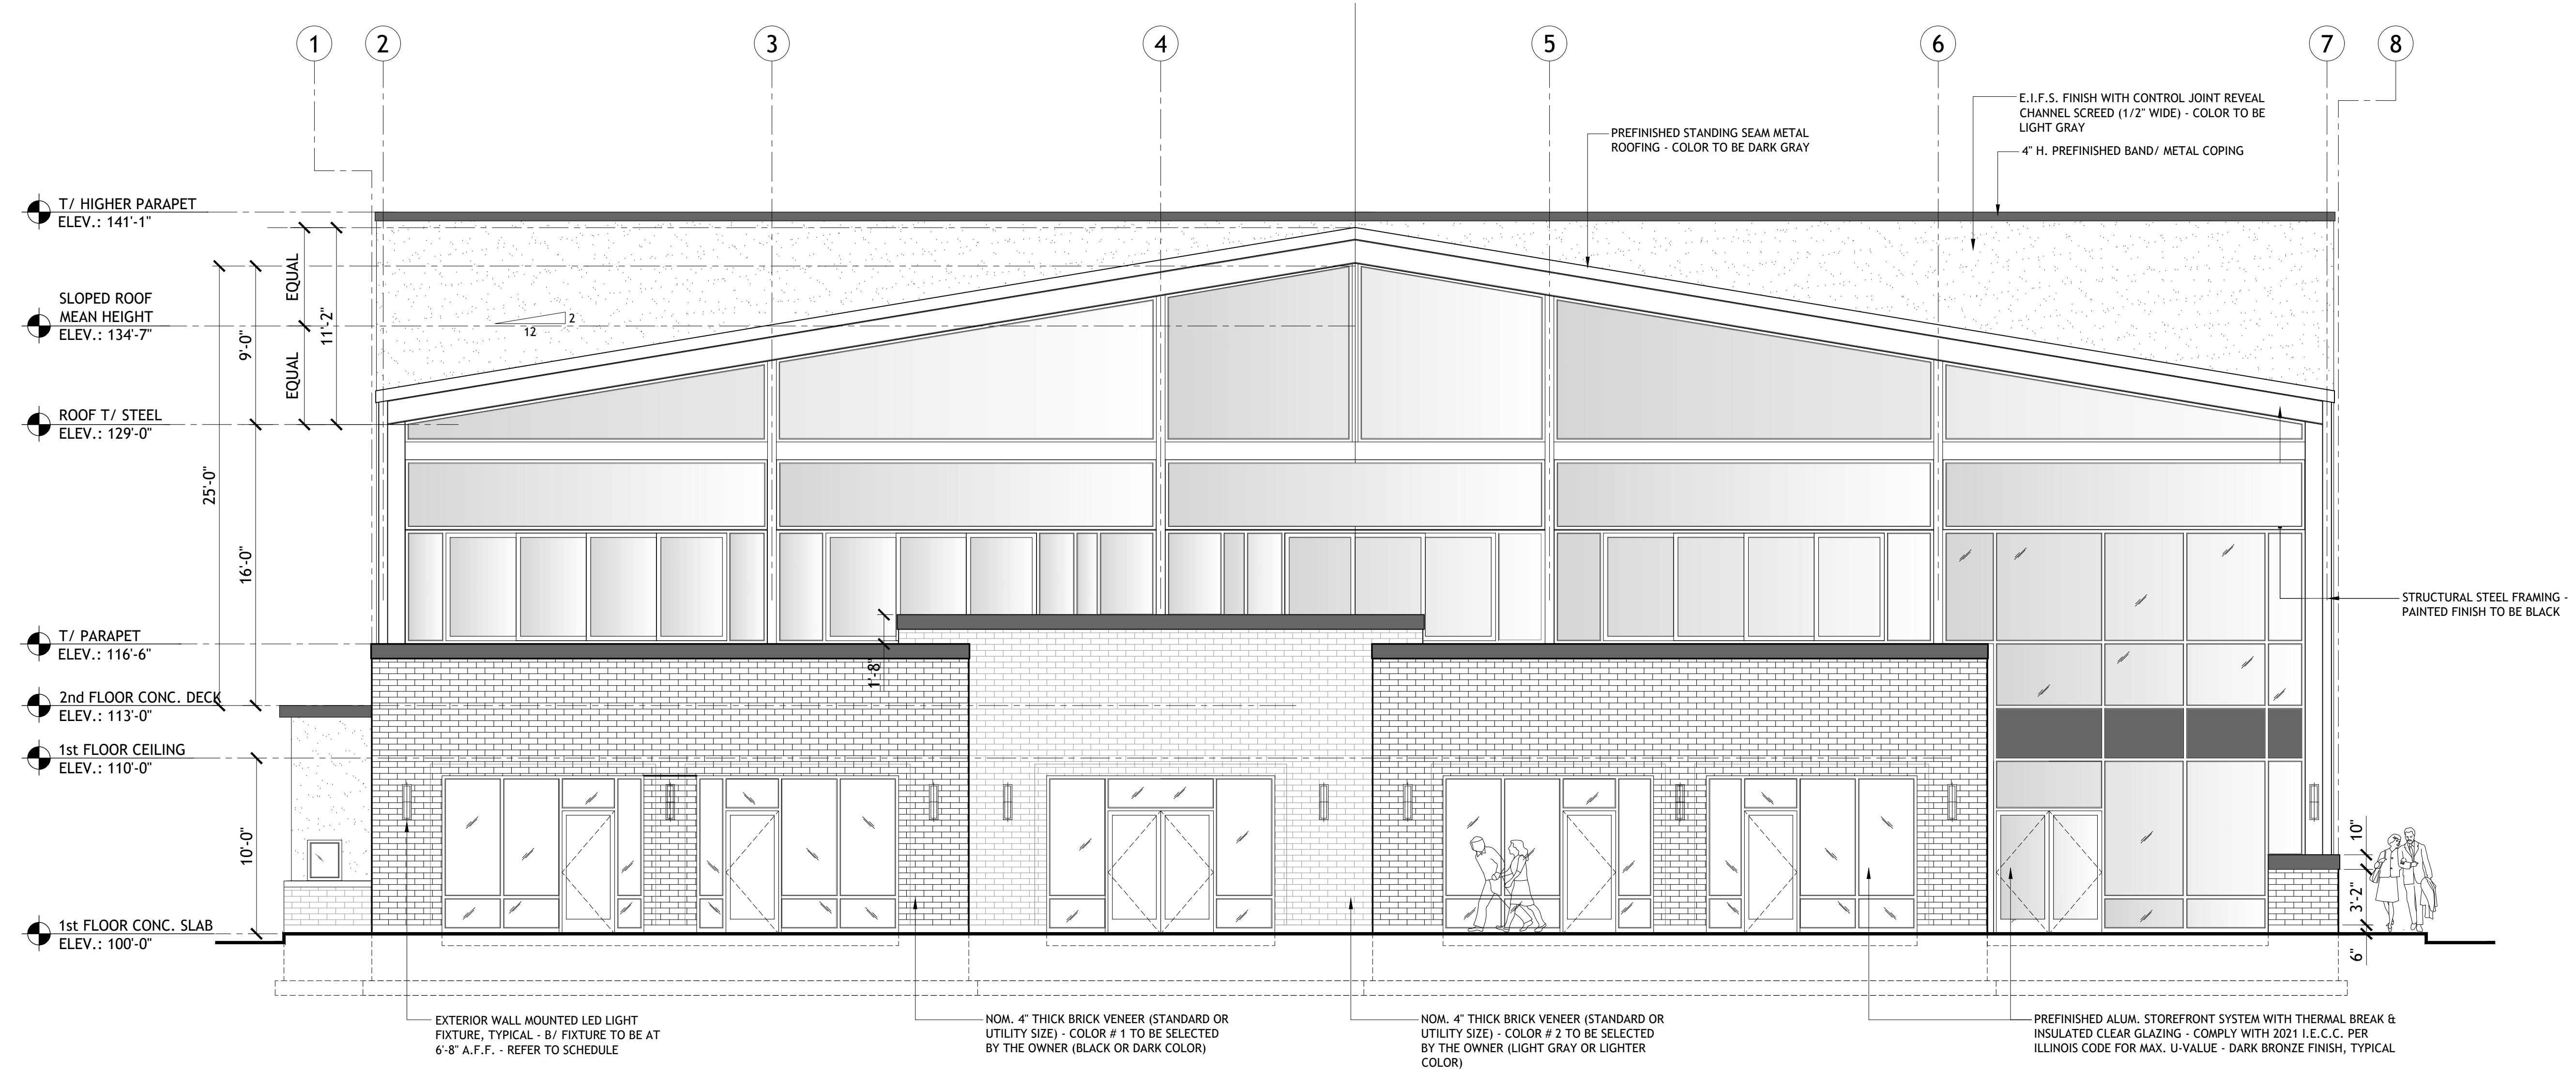 1
2
3
4
5
6
7
8
E.I.F.S. FINISH WITH CONTROL JOINT REVEAL
CHANNEL SCREED (1/2" WIDE) - COLOR TO BE
LIGHT GRAY
PREFINISHED STANDING SEAM METAL
ROOFING - COLOR TO BE DARK GRAY
4" H. PREFINISHED BAND/ METAL COPING
T/ HIGHER PARAPET
ELEV.: 141'-1"
EQUAL
SLOPED ROOF
MEAN HEIGHT
ELEV.: 134'-7"
2
12
11'-2"
9'-0"
EQUAL
ROOF T/ STEEL
ELEV.: 129'-0"
25'-0"
16'-0"
STRUCTURAL STEEL FRAMING -
PAINTED FINISH TO BE BLACK
T/ PARAPET
ELEV.: 116'-6"
1'-8"
2nd FLOOR CONC. DECK
ELEV.: 113'-0"
1st FLOOR CEILING
ELEV.: 110'-0"
10'-0"
10"
3'-2"
1st FLOOR CONC. SLAB
ELEV.: 100'-0"
6"
EXTERIOR WALL MOUNTED LED LIGHT
FIXTURE, TYPICAL - B/ FIXTURE TO BE AT
6'-8" A.F.F. - REFER TO SCHEDULE
NOM. 4" THICK BRICK VENEER (STANDARD OR
UTILITY SIZE) - COLOR # 1 TO BE SELECTED
BY THE OWNER (BLACK OR DARK COLOR)
NOM. 4" THICK BRICK VENEER (STANDARD OR
UTILITY SIZE) - COLOR # 2 TO BE SELECTED
BY THE OWNER (LIGHT GRAY OR LIGHTER
COLOR)
PREFINISHED ALUM. STOREFRONT SYSTEM WITH THERMAL BREAK &
INSULATED CLEAR GLAZING - COMPLY WITH 2021 I.E.C.C. PER
ILLINOIS CODE FOR MAX. U-VALUE - DARK BRONZE FINISH, TYPICAL